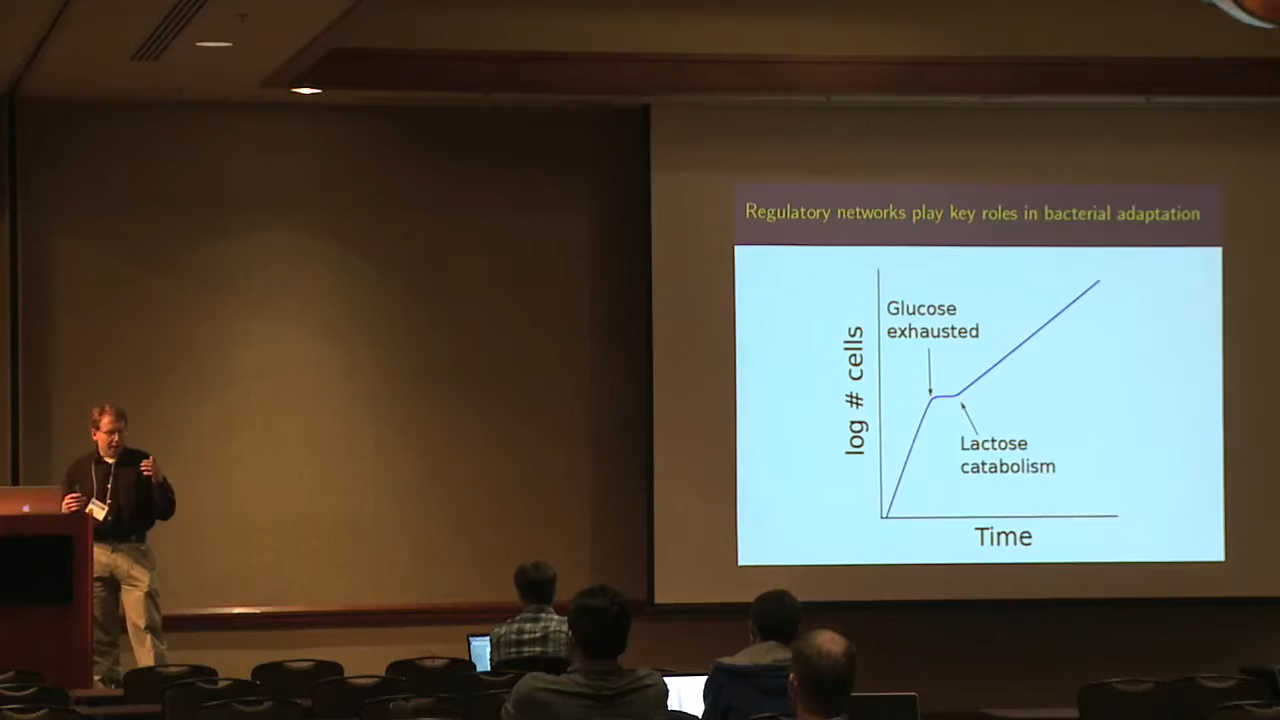 Regulatory networks play key roles in bacterial adaptation
Glucose
exhausted
log # cells
Lactose
catabolism
Time